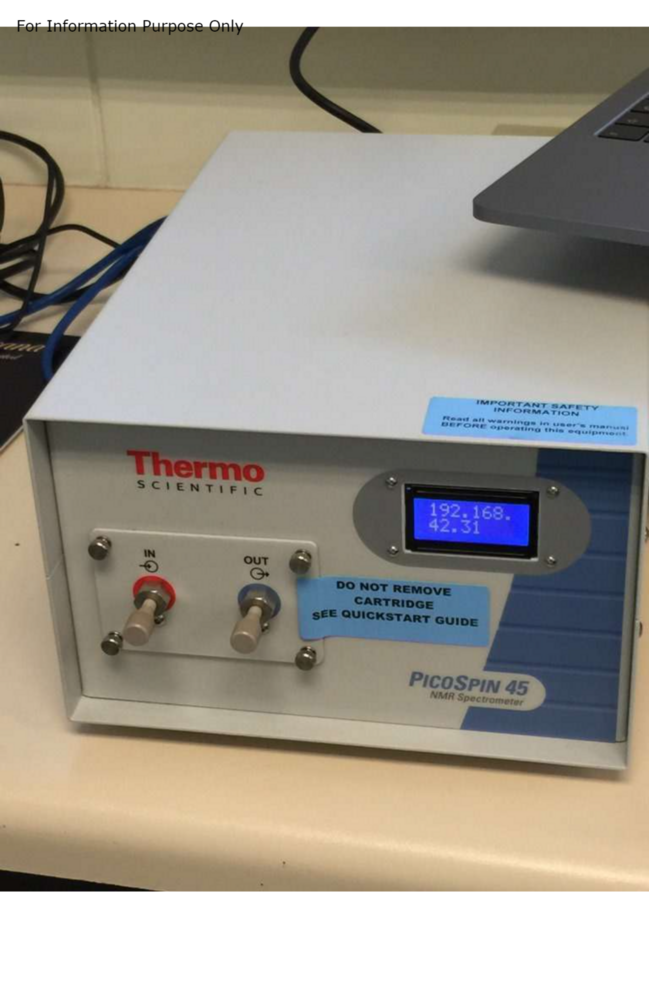 For Information Purpose Only
IMPORTANT SAFETY
INFORMATION
Read all warnings in user's manual
BEFORE operating this equipment.
Thermo
SCIENTIFIC
192.168.
42.31
IN
OUT
DO NOT REMOVE
CARTRIDGE
SEE QUICKSTART GUIDE
PICOSPIN 45
NMR Spectrometer